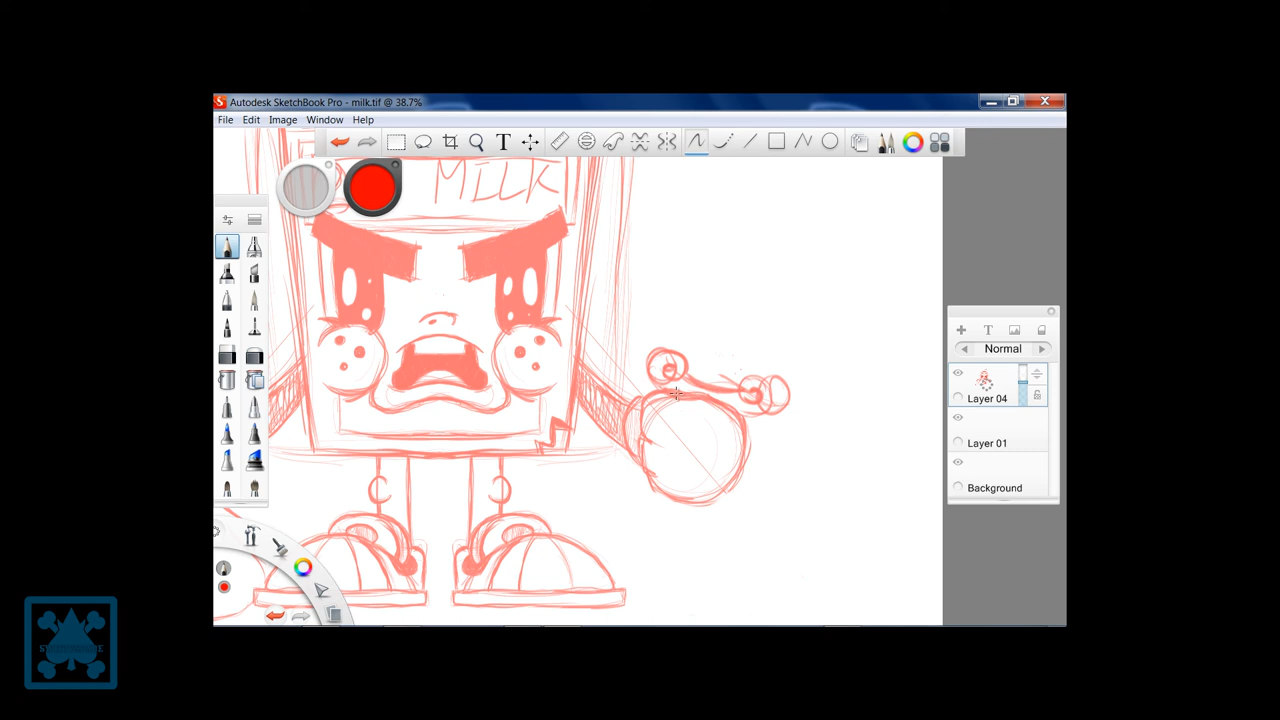 Autodesk SketchBook Pro - milk.tif @ 38.7%
File Edit Image Window Help
MILK
Normal
Layer 04
Layer 01
Background